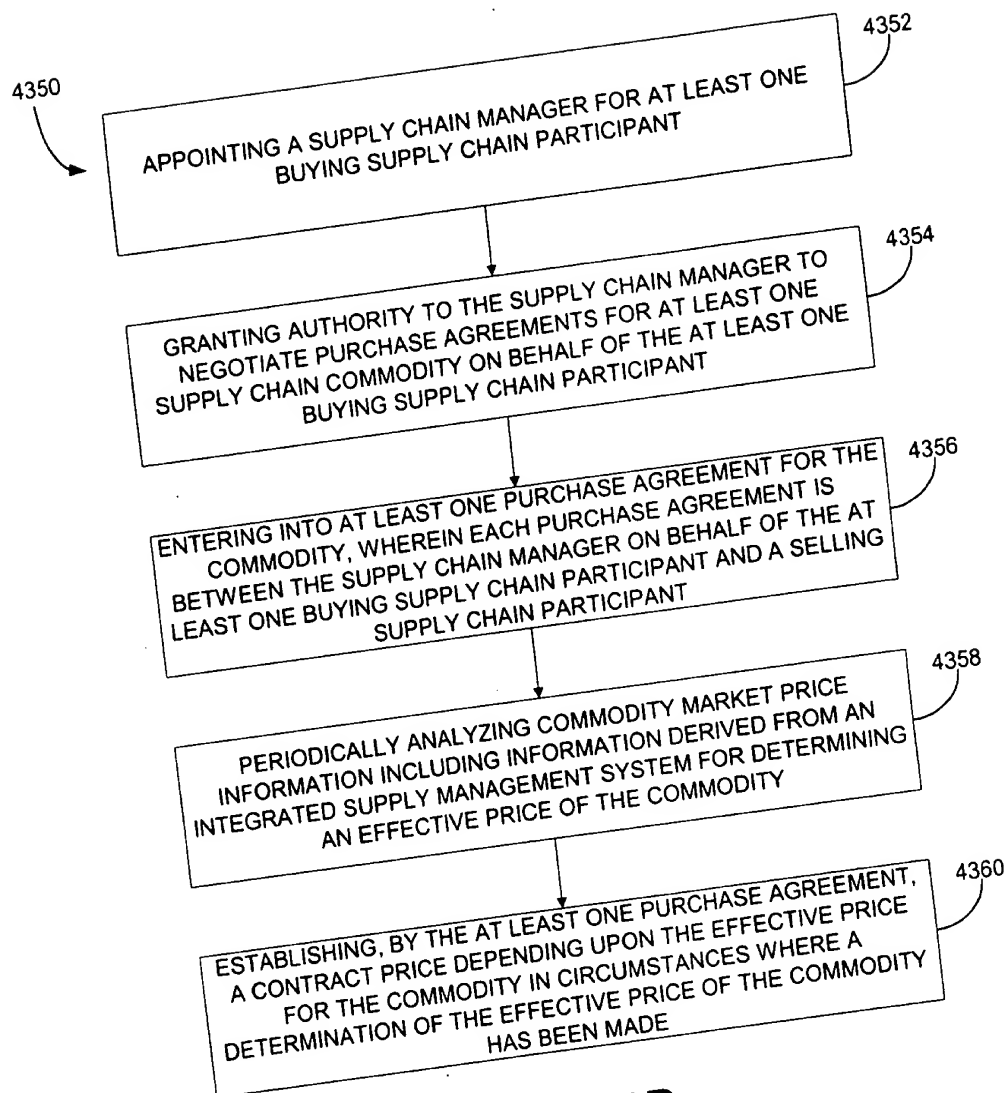 4350
4352
APPOINTING A SUPPLY CHAIN MANAGER FOR AT LEAST ONE
BUYING SUPPLY CHAIN PARTICIPANT
4354
GRANTING AUTHORITY TO THE SUPPLY CHAIN MANAGER TO
NEGOTIATE PURCHASE AGREEMENTS FOR AT LEAST ONE
SUPPLY CHAIN COMMODITY ON BEHALF OF THE AT LEAST ONE
BUYING SUPPLY CHAIN PARTICIPANT
4356
ENTERING INTO AT LEAST ONE PURCHASE AGREEMENT FOR THE
COMMODITY, WHEREIN EACH PURCHASE AGREEMENT IS
BETWEEN THE SUPPLY CHAIN MANAGER ON BEHALF OF THE AT
LEAST ONE BUYING SUPPLY CHAIN PARTICIPANT AND A SELLING
SUPPLY CHAIN PARTICIPANT
4358
PERIODICALLY ANALYZING COMMODITY MARKET PRICE
INFORMATION INCLUDING INFORMATION DERIVED FROM AN
INTEGRATED SUPPLY MANAGEMENT SYSTEM FOR DETERMINING
AN EFFECTIVE PRICE OF THE COMMODITY
4360
ESTABLISHING, BY THE AT LEAST ONE PURCHASE AGREEMENT,
A CONTRACT PRICE DEPENDING UPON THE EFFECTIVE PRICE
FOR THE COMMODITY IN CIRCUMSTANCES WHERE A
DETERMINATION OF THE EFFECTIVE PRICE OF THE COMMODITY
HAS BEEN MADE